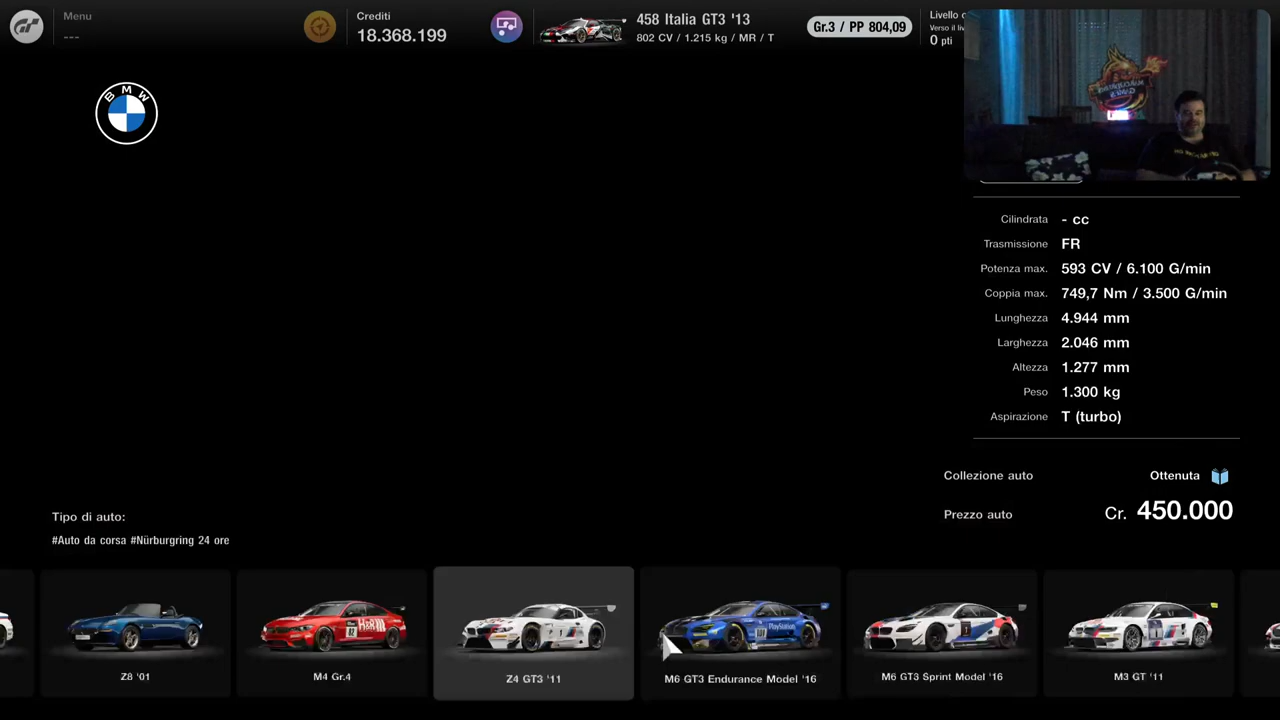 Menu
---
Crediti
18.368.199
458 Italia GT3 '13
802 CV / 1.215 kg / MR / T
Gr.3 / PP 804,09
Livello
Verso il
0 pti
BMW
Cilindrata - cc
Trasmissione FR
Potenza max. 593 CV / 6.100 G/min
Coppia max. 749,7 Nm / 3.500 G/min
Lunghezza 4.944 mm
Larghezza 2.046 mm
Altezza 1.277 mm
Peso 1.300 kg
Aspirazione T (turbo)
Collezione auto Ottenuta
Prezzo auto Cr. 450.000
Tipo di auto:
#Auto da corsa #Nürburgring 24 ore
PlayStation
Z8 '01
M4 Gr.4
Z4 GT3 '11
M6 GT3 Endurance Model '16
M6 GT3 Sprint Model '16
M3 GT '11